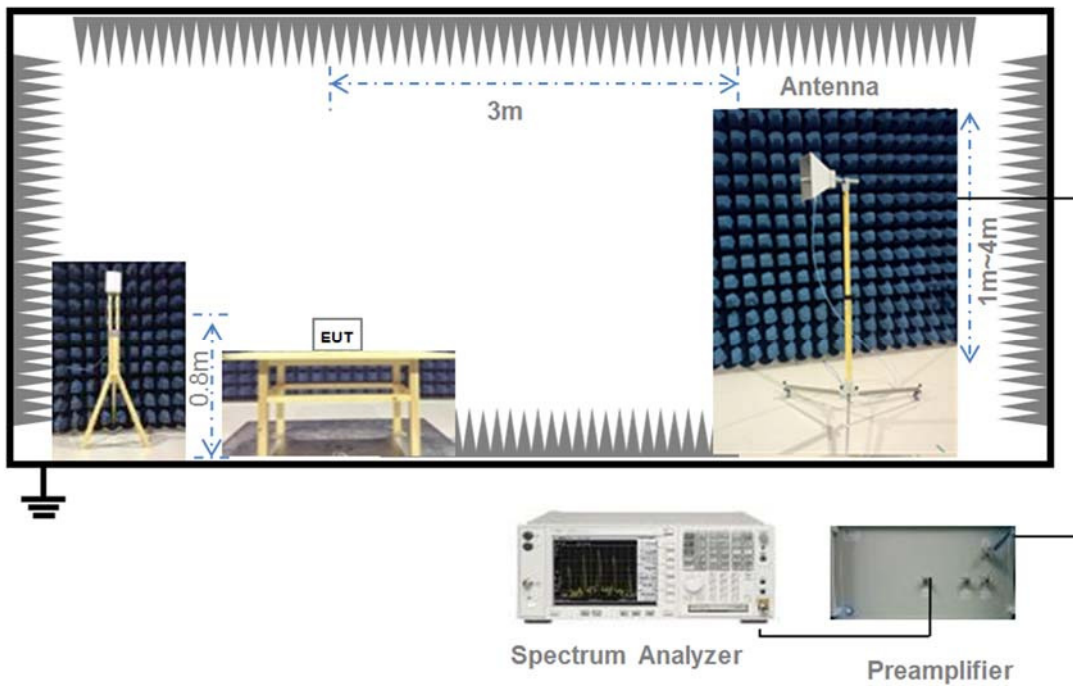 Antenna
3m
1m~4m
EUT
0.8m
Spectrum Analyzer
Preamplifier